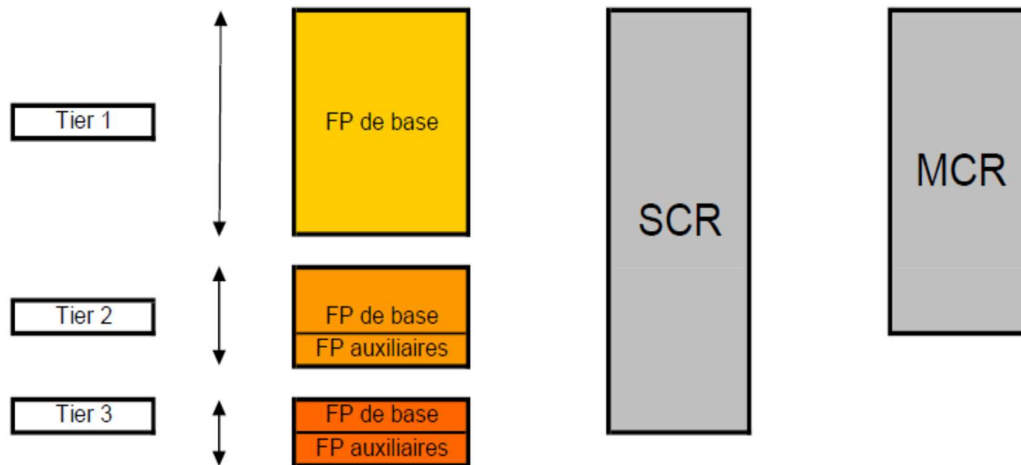 Tier 1
FP de base
SCR
MCR
Tier 2
FP de base
FP auxiliaires
Tier 3
FP de base
FP auxiliaires